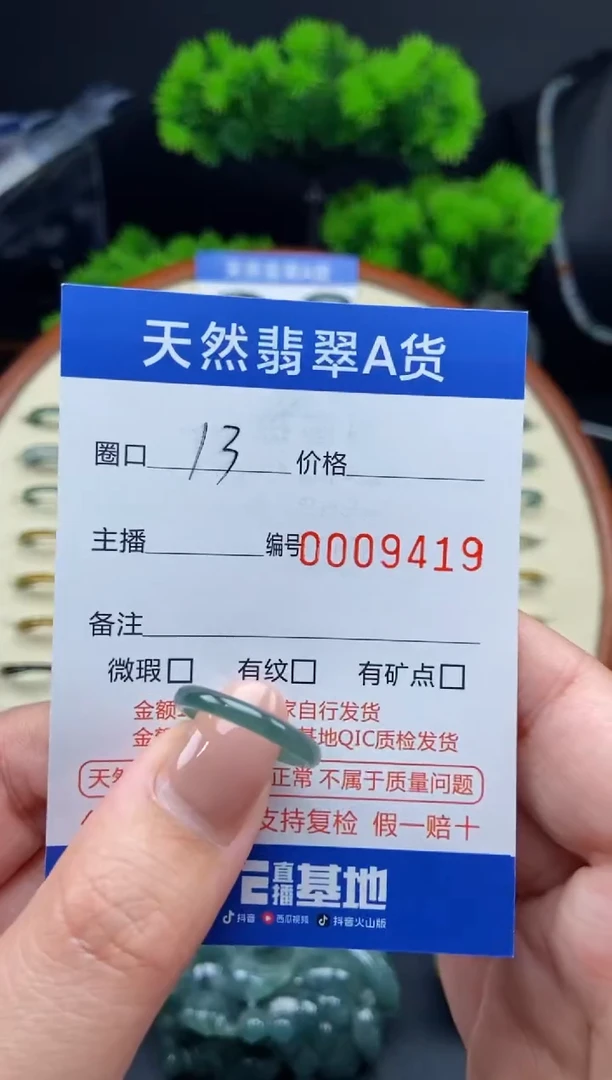 天然翡翠A货
圈口 13 价格
主播 编号0009419
备注
微瑕 有纹 有矿点
金额 家自行发货
金 基地QIC质检发货
天然 正常 不属于质量问题
支持复检 假一赔十
直播基地
抖音 西瓜视频 抖音火山版